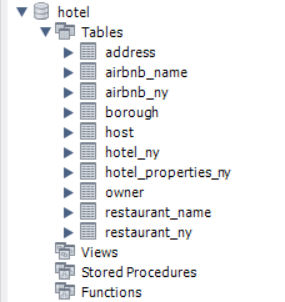 hotel
Tables
address
airbnb_name
airbnb_ny
borough
host
hotel_ny
hotel_properties_ny
owner
restaurant_name
restaurant_ny
Views
Stored Procedures
Functions